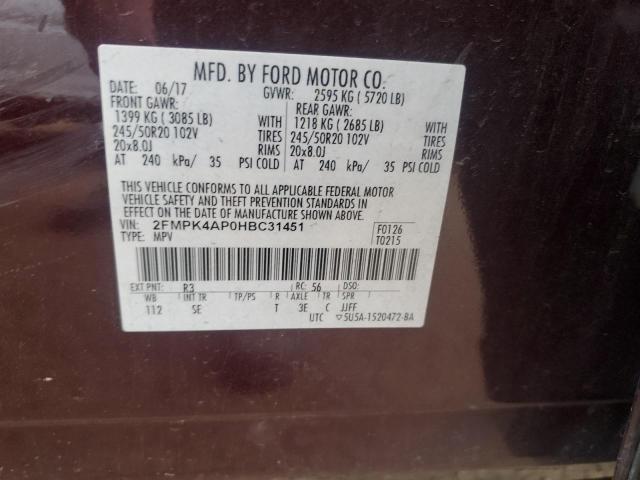 MFD. BY FORD MOTOR CO.
DATE: 06/17 GVWR: 2595 KG ( 5720 LB)
FRONT GAWR: REAR GAWR:
1399 KG ( 3085 LB) WITH 1218 KG ( 2685 LB) WITH
245/50R20 102V TIRES 245/50R20 102V TIRES
20x8.0J RIMS 20x8.0J RIMS
AT 240 kPa/ 35 PSI COLD AT 240 kPa/ 35 PSI COLD
THIS VEHICLE CONFORMS TO ALL APPLICABLE FEDERAL MOTOR
VEHICLE SAFETY AND THEFT PREVENTION STANDARDS IN
EFFECT ON THE DATE OF MANUFACTURE SHOWN ABOVE.
VIN: 2FMPK4AP0HBC31451 F0126
TYPE: MPV T0215
EXT PNT: R3 RC: 56 DSO:
WB INT TR TP/PS R AXLE TR SPR
112 SE T 3E C JJFF
UTC ▽5U5A-1520472-BA